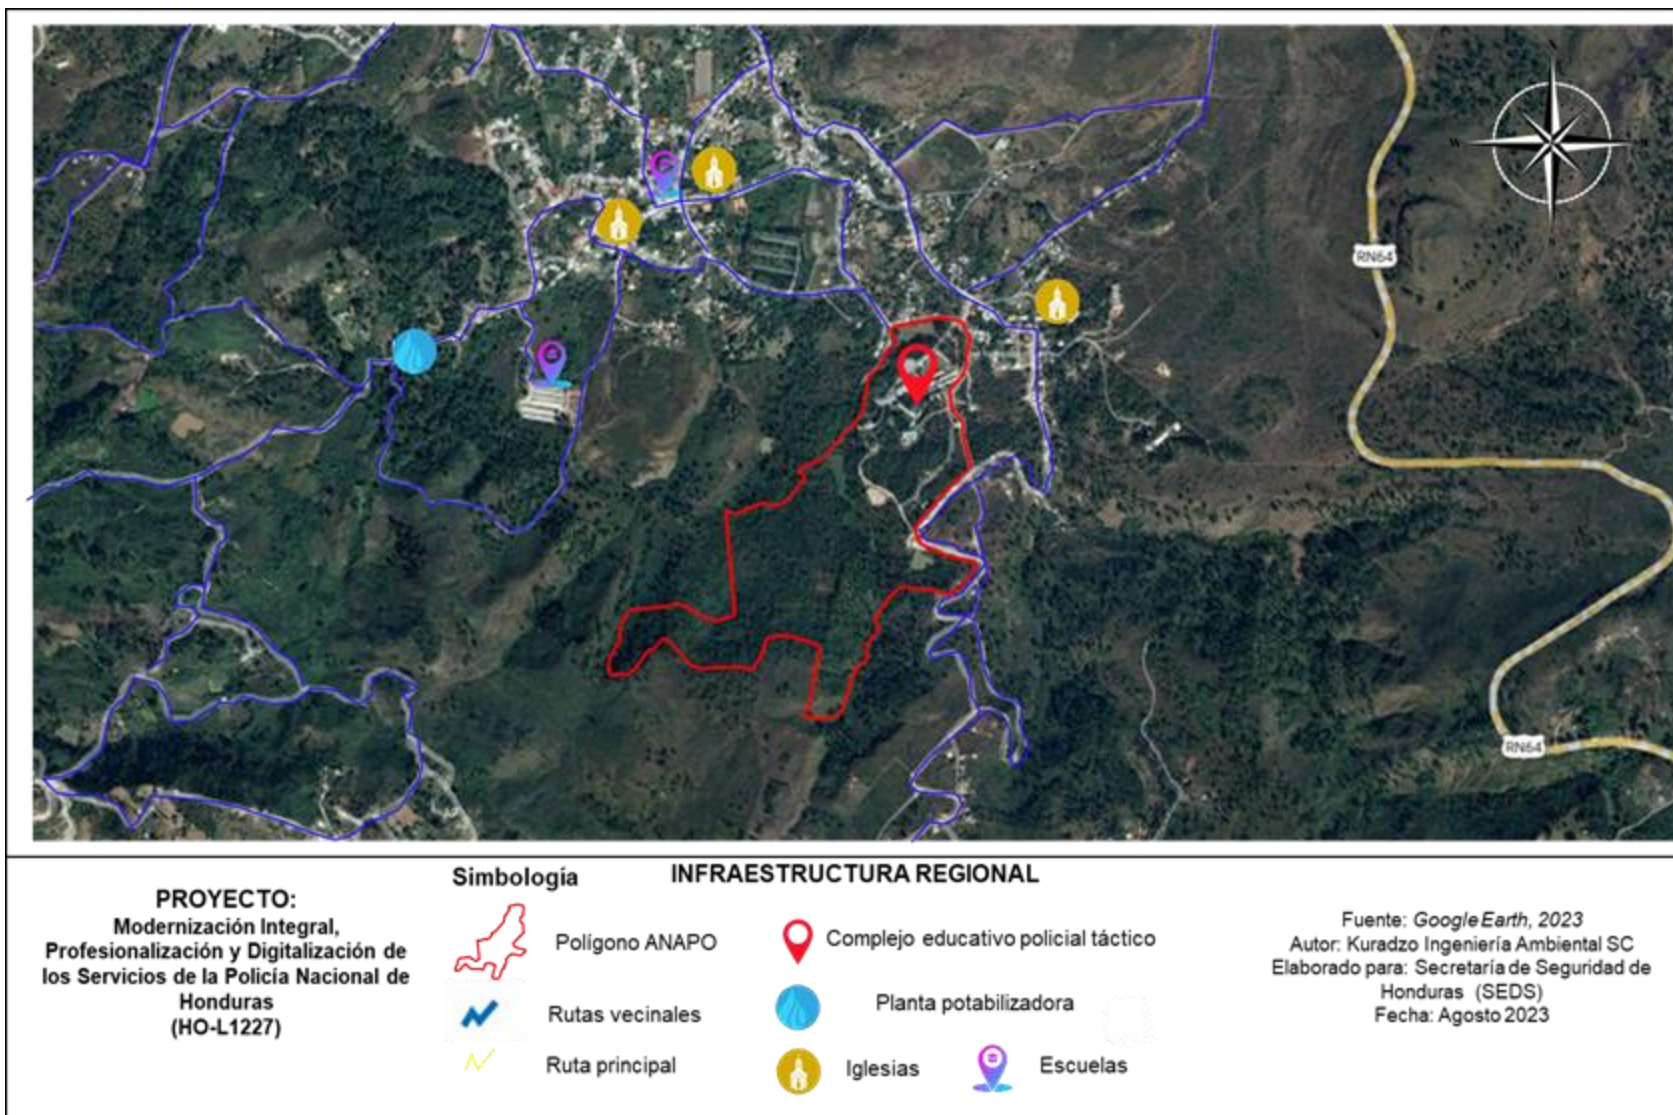 RN64
RN64
PROYECTO:
Modernización Integral,
Profesionalización y Digitalización de
los Servicios de la Policía Nacional de
Honduras
(HO-L1227)
Simbología
INFRAESTRUCTURA REGIONAL
Polígono ANAPO
Complejo educativo policial táctico
Rutas vecinales
Planta potabilizadora
Ruta principal
Iglesias
Escuelas
Fuente: Google Earth, 2023
Autor: Kuradzo Ingeniería Ambiental SC
Elaborado para: Secretaría de Seguridad de
Honduras (SEDS)
Fecha: Agosto 2023